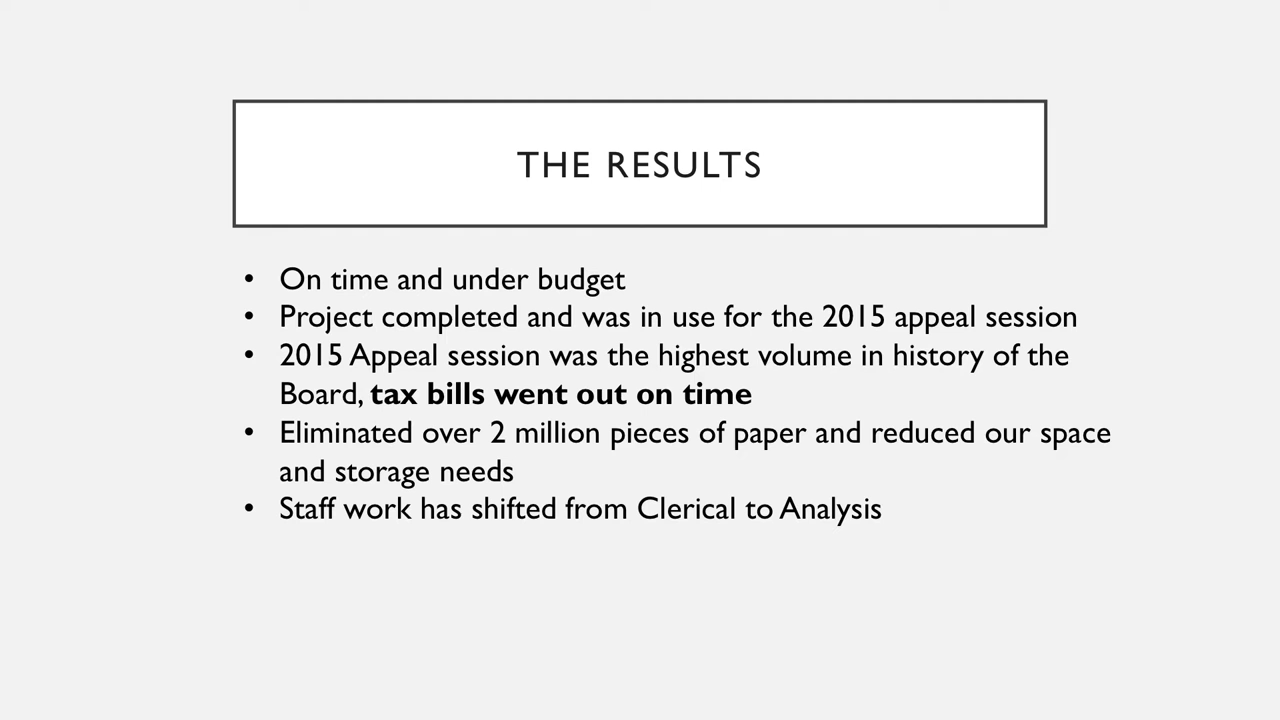 THE RESULTS
• On time and under budget
• Project completed and was in use for the 2015 appeal session
• 2015 Appeal session was the highest volume in history of the
Board, tax bills went out on time
• Eliminated over 2 million pieces of paper and reduced our space
and storage needs
• Staff work has shifted from Clerical to Analysis